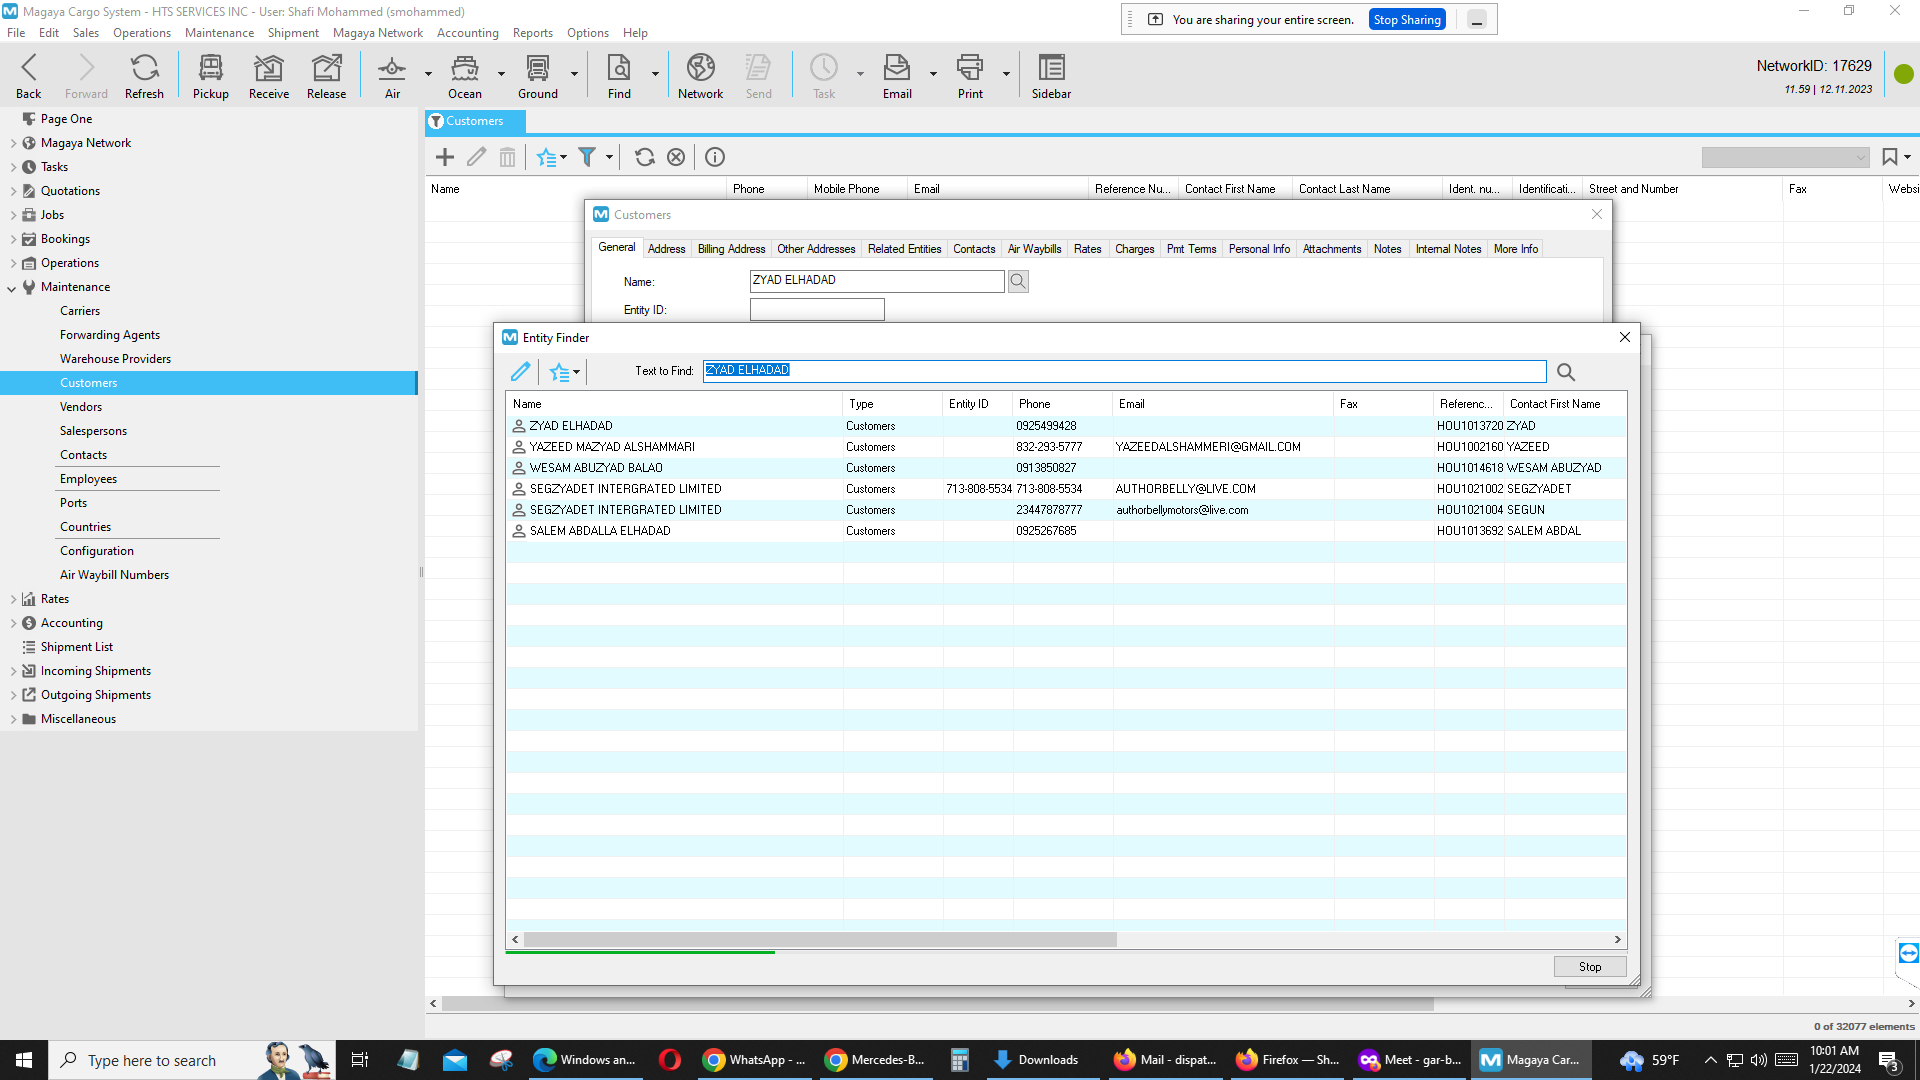 Magaya Cargo System - HTS SERVICES INC - User: Shafi Mohammed (smohammed)
You are sharing your entire screen. Stop Sharing
File Edit Sales Operations Maintenance Shipment Magaya Network Accounting Reports Options Help
Back Forward Refresh Pickup Receive Release Air Ocean Ground Find Network Send Task Email Print Sidebar
NetworkID: 17629
11.59 | 12.11.2023
Page One
Magaya Network
Tasks
Quotations
Jobs
Bookings
Operations
Maintenance
Carriers
Forwarding Agents
Warehouse Providers
Customers
Vendors
Salespersons
Contacts
Employees
Ports
Countries
Configuration
Air Waybill Numbers
Rates
Accounting
Shipment List
Incoming Shipments
Outgoing Shipments
Miscellaneous
Customers
Name Phone Mobile Phone Email Reference Nu... Contact First Name Contact Last Name Ident. nu... Identificati... Street and Number Fax Websi
Customers
General Address Billing Address Other Addresses Related Entities Contacts Air Waybills Rates Charges Pmt Terms Personal Info Attachments Notes Internal Notes More Info
Name: ZYAD ELHADAD
Entity ID:
Entity Finder
Text to Find: ZYAD ELHADAD
Name Type Entity ID Phone Email Fax Referenc... Contact First Name
ZYAD ELHADAD Customers 0925499428 HOU1013720 ZYAD
YAZEED MAZYAD ALSHAMMARI Customers 832-293-5777 YAZEEDALSHAMMERI@GMAIL.COM HOU1002160 YAZEED
WESAM ABUZYAD BALAO Customers 0913850827 HOU1014618 WESAM ABUZYAD
SEGZYADET INTERGRATED LIMITED Customers 713-808-5534 713-808-5534 AUTHORBELLY@LIVE.COM HOU1021002 SEGZYADET
SEGZYADET INTERGRATED LIMITED Customers 23447878777 authorbellymotors@live.com HOU1021004 SEGUN
SALEM ABDALLA ELHADAD Customers 0925267685 HOU1013692 SALEM ABDAL
Stop
0 of 32077 elements
Type here to search
Windows an...
WhatsApp - ...
Mercedes-B...
Downloads
Mail - dispat...
Firefox — Sh...
Meet - gar-b...
Magaya Car...
59°F
10:01 AM
1/22/2024
3